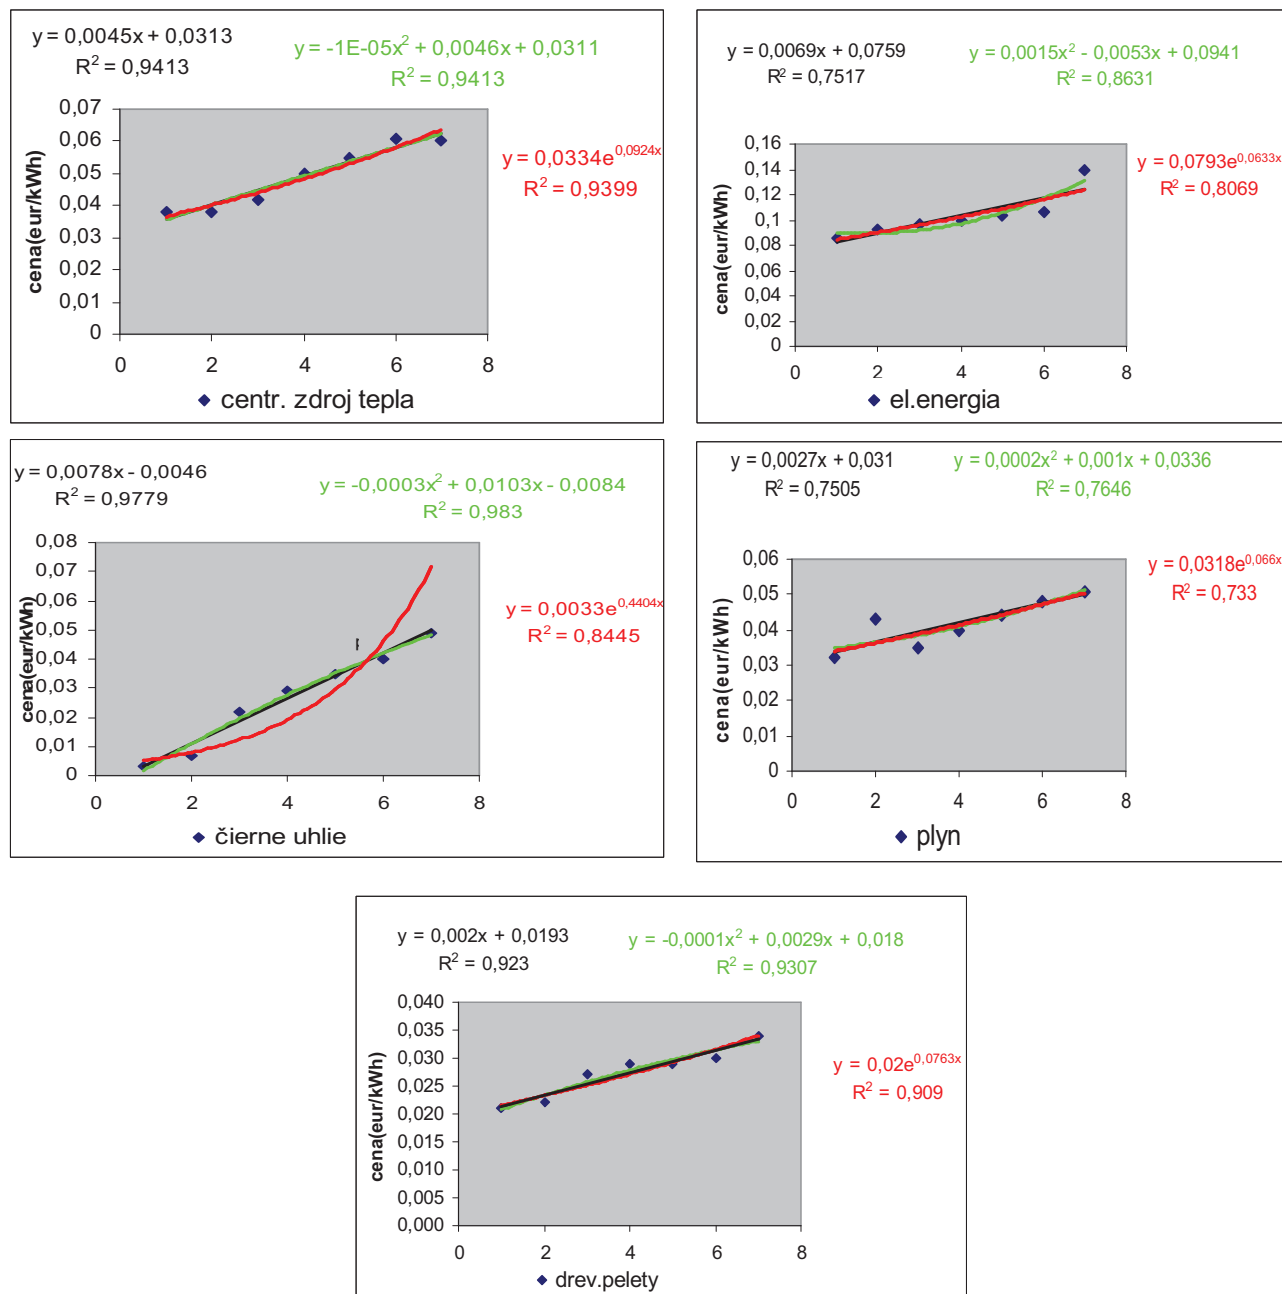 y = 0,0045x + 0,0313
R² = 0,9413
y = -1E-05x² + 0,0046x + 0,0311
R² = 0,9413
y = 0,0334e^0,0924x
R² = 0,9399
cena(eur/kWh)
0,07
0,06
0,05
0,04
0,03
0,02
0,01
0
0 2 4 6 8
centr. zdroj tepla
y = 0,0069x + 0,0759
R² = 0,7517
y = 0,0015x² - 0,0053x + 0,0941
R² = 0,8631
y = 0,0793e^0,0633x
R² = 0,8069
cena(eur/kWh)
0,16
0,14
0,12
0,1
0,08
0,06
0,04
0,02
0
0 2 4 6 8
el.energia
y = 0,0078x - 0,0046
R² = 0,9779
y = -0,0003x² + 0,0103x - 0,0084
R² = 0,983
y = 0,0033e^0,4404x
R² = 0,8445
cena(eur/kWh)
0,08
0,07
0,06
0,05
0,04
0,03
0,02
0,01
0
0 2 4 6 8
čierne uhlie
y = 0,0027x + 0,031
R² = 0,7505
y = 0,0002x² + 0,001x + 0,0336
R² = 0,7646
y = 0,0318e^0,066x
R² = 0,733
cena(eur/kWh)
0,06
0,05
0,04
0,03
0,02
0,01
0
0 2 4 6 8
plyn
y = 0,002x + 0,0193
R² = 0,923
y = -0,0001x² + 0,0029x + 0,018
R² = 0,9307
y = 0,02e^0,0763x
R² = 0,909
cena(eur/kWh)
0,040
0,035
0,030
0,025
0,020
0,015
0,010
0,005
0,000
0 2 4 6 8
drev.pelety